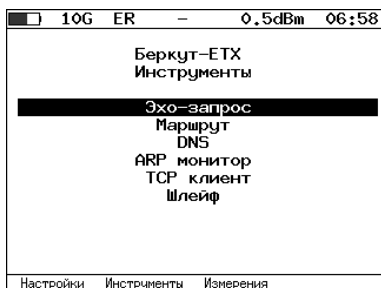 10G ER – 0.5dBm 06:58
Беркут-ETX
Инструменты
Эхо-запрос
Маршрут
DNS
ARP монитор
TCP клиент
Шлейф
Настройки Инструменты Измерения